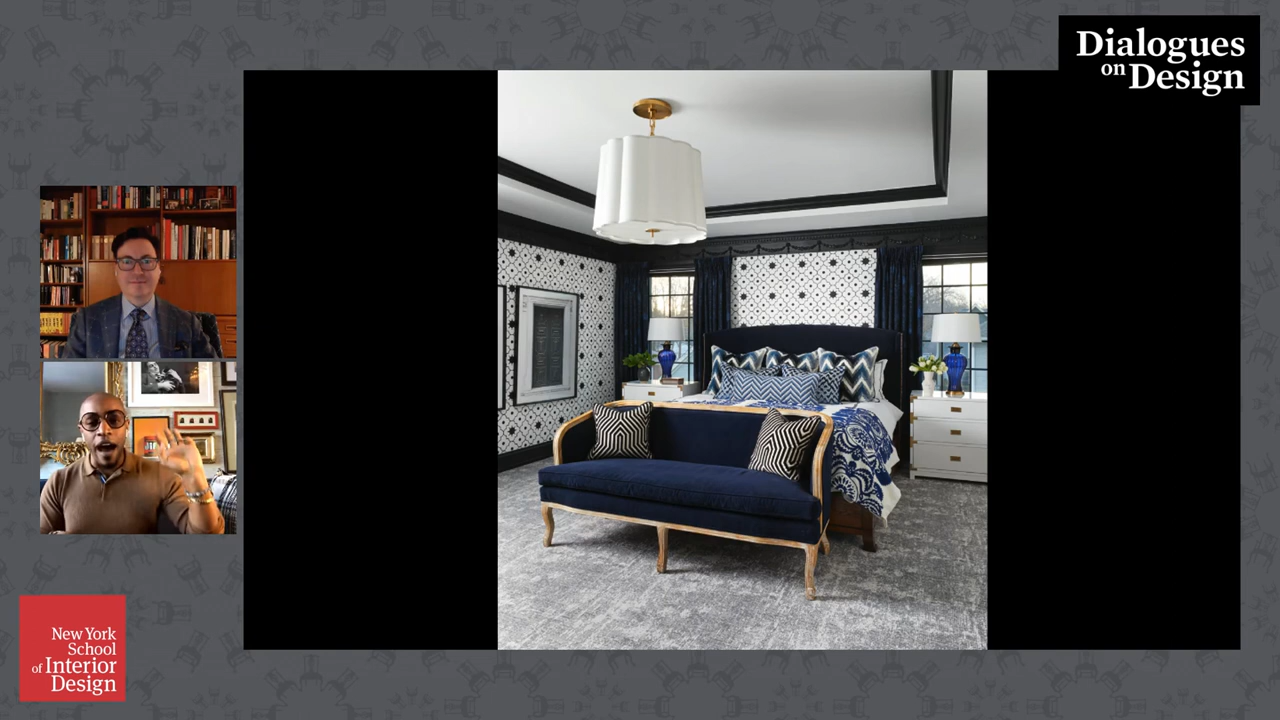 Dialogues
on Design
New York
School
of Interior
Design